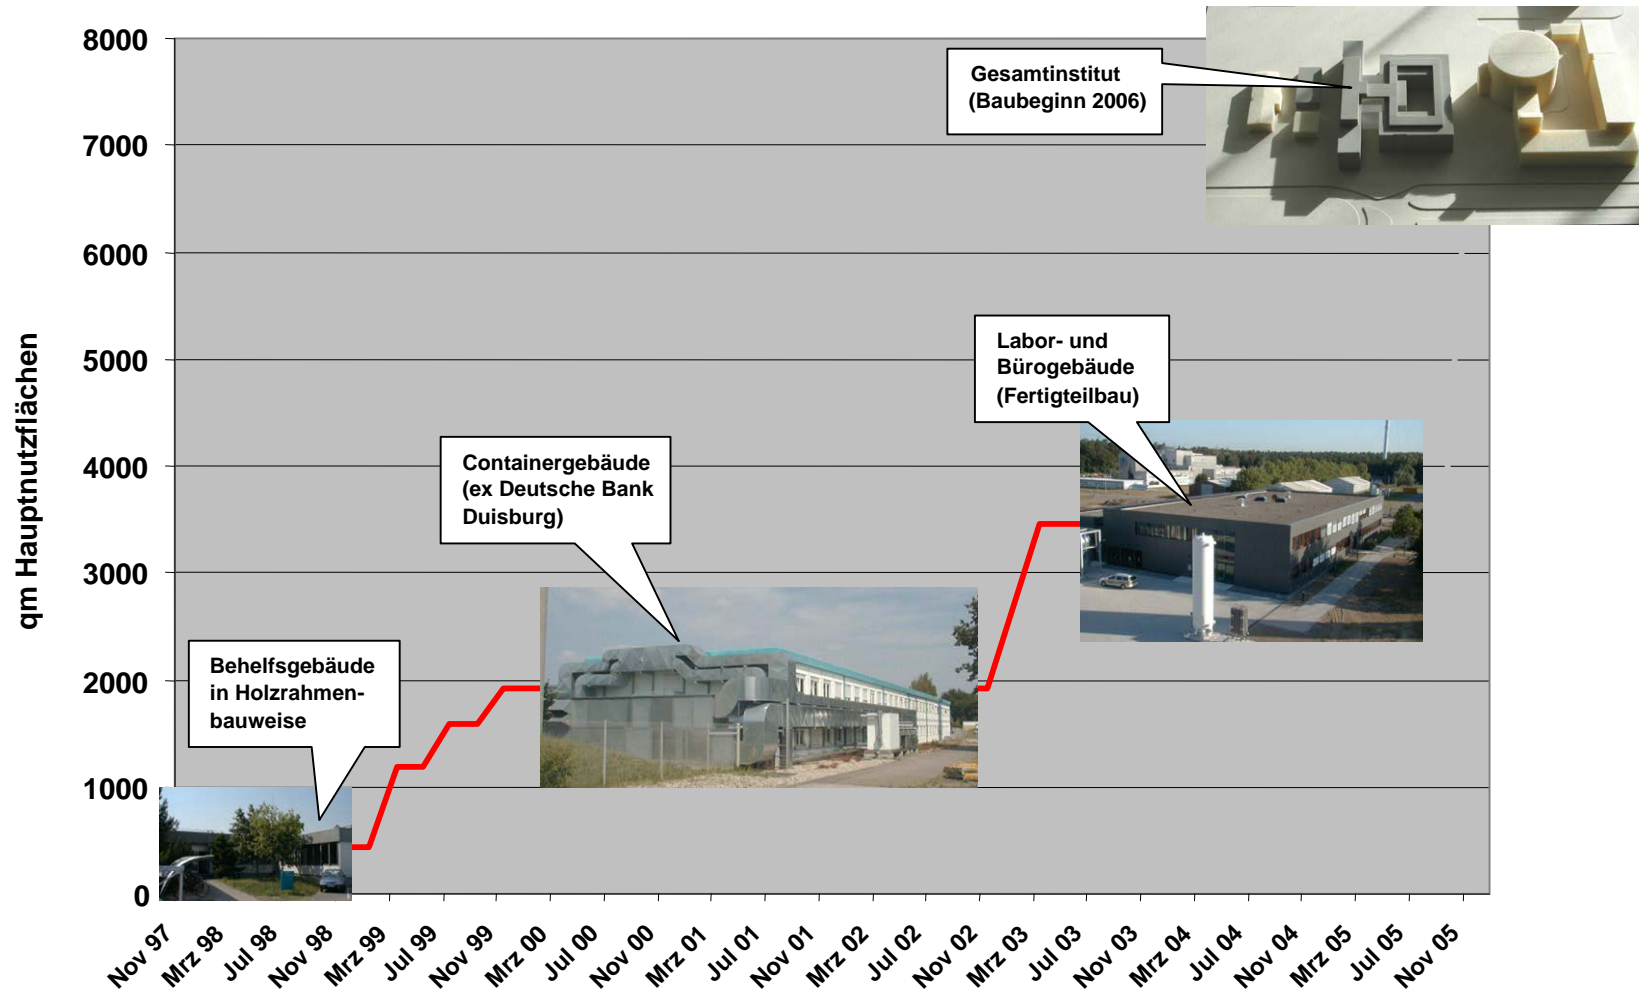 8000
7000
6000
5000
4000
3000
2000
1000
0
qm Hauptnutzflächen
Gesamtinstitut
(Baubeginn 2006)
Labor- und
Bürogebäude
(Fertigteilbau)
Containergebäude
(ex Deutsche Bank
Duisburg)
Behelfsgebäude
in Holzrahmen-
bauweise
Nov 97
Mrz 98
Jul 98
Nov 98
Mrz 99
Jul 99
Nov 99
Mrz 00
Jul 00
Nov 00
Mrz 01
Jul 01
Nov 01
Mrz 02
Jul 02
Nov 02
Mrz 03
Jul 03
Nov 03
Mrz 04
Jul 04
Nov 04
Mrz 05
Jul 05
Nov 05